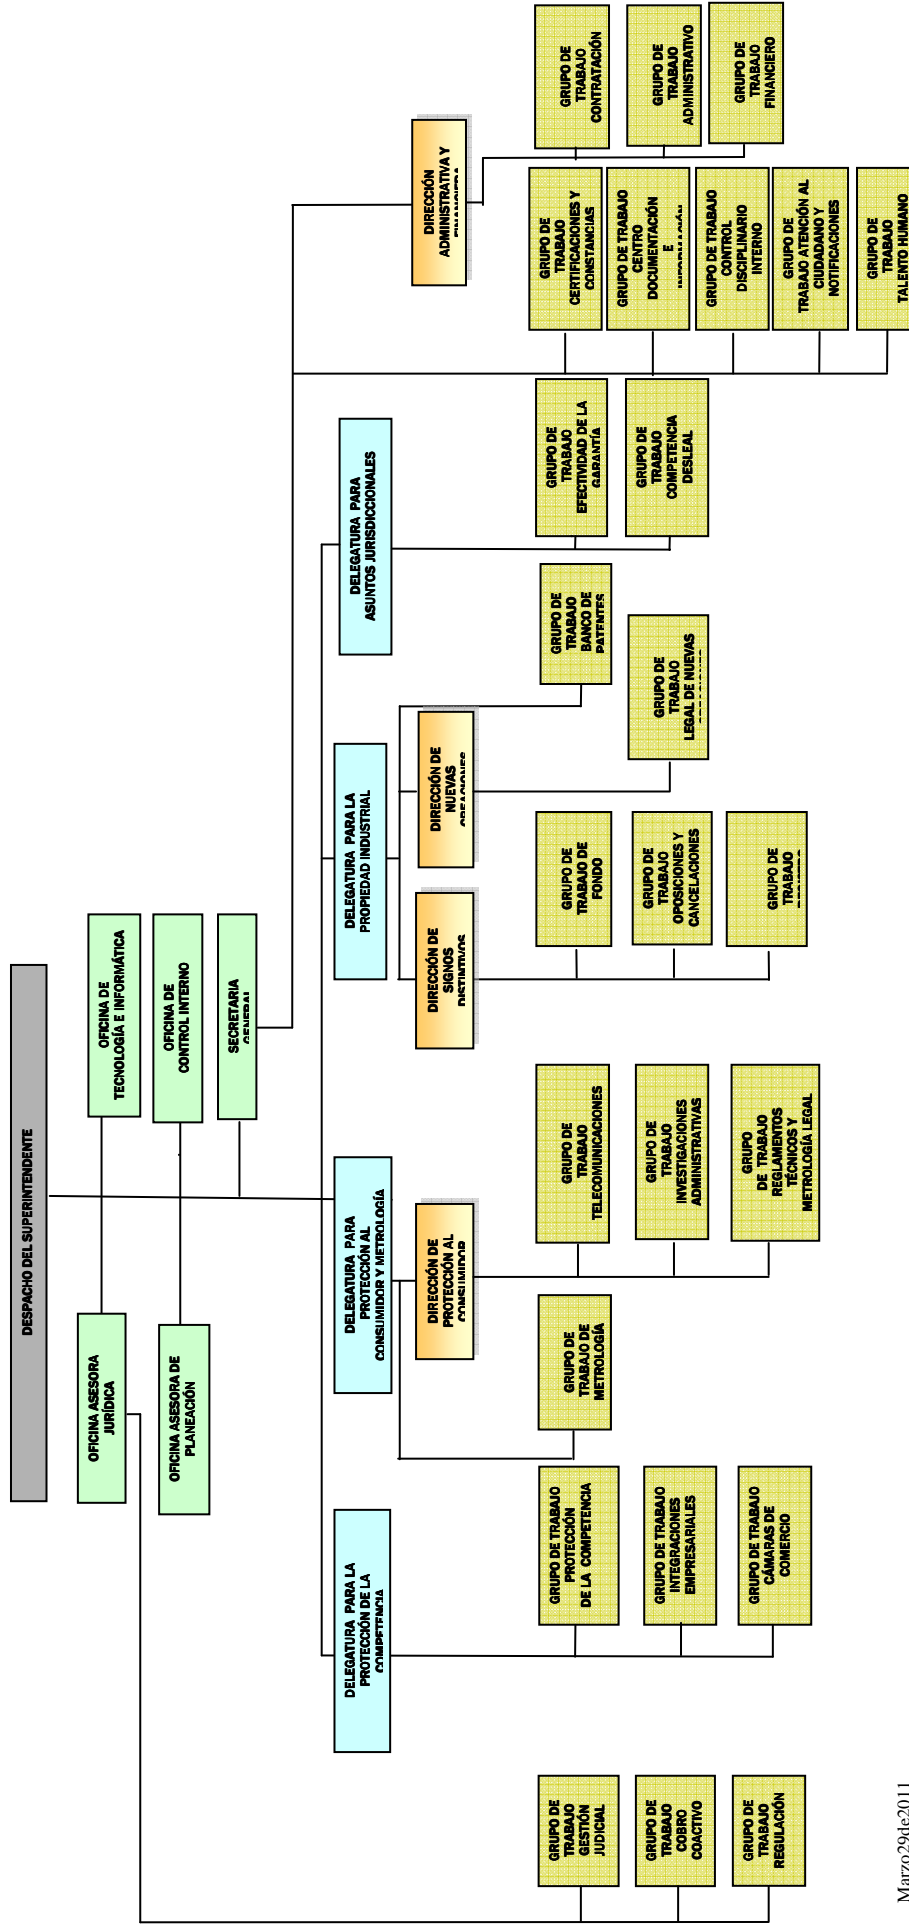 DESPACHO DEL SUPERINTENDENTE
OFICINA ASESORA
JURÍDICA
OFICINA DE
TECNOLOGÍA E INFORMÁTICA
OFICINA ASESORA DE
PLANEACIÓN
OFICINA DE
CONTROL INTERNO
SECRETARIA
GENERAL
DELEGATURA PARA LA
PROTECCIÓN DE LA
COMPETENCIA
DELEGATURA PARA
PROTECCIÓN AL
CONSUMIDOR Y METROLOGÍA
DELEGATURA PARA LA
PROPIEDAD INDUSTRIAL
DELEGATURA PARA
ASUNTOS JURISDICCIONALES
DIRECCIÓN DE
PROTECCIÓN AL
CONSUMIDOR
DIRECCIÓN DE
SIGNOS
DISTINTIVOS
DIRECCIÓN DE
NUEVAS
CREACIONES
DIRECCIÓN
ADMINISTRATIVA Y
FINANCIERA
GRUPO DE
TRABAJO
GESTIÓN
JUDICIAL
GRUPO DE
TRABAJO
COBRO
COACTIVO
GRUPO DE
TRABAJO
REGULACIÓN
GRUPO DE TRABAJO
PROTECCIÓN
DE LA COMPETENCIA
GRUPO DE TRABAJO
INTEGRACIONES
EMPRESARIALES
GRUPO DE TRABAJO
CÁMARAS DE
COMERCIO
GRUPO DE
TRABAJO DE
METROLOGÍA
GRUPO DE
TRABAJO
TELECOMUNICACIONES
GRUPO DE
TRABAJO
INVESTIGACIONES
ADMINISTRATIVAS
GRUPO
DE TRABAJO
REGLAMENTOS
TÉCNICOS Y
METROLOGÍA LEGAL
GRUPO DE
TRABAJO DE
FONDO
GRUPO DE
TRABAJO
OPOSICIONES Y
CANCELACIONES
GRUPO DE
TRABAJO
GRUPO DE
TRABAJO
LEGAL DE NUEVAS
GRUPO DE
TRABAJO
BANCO DE
PATENTES
GRUPO DE
TRABAJO
EFECTIVIDAD DE LA
GARANTÍA
GRUPO DE
TRABAJO
COMPETENCIA
DESLEAL
GRUPO DE
TRABAJO
CERTIFICACIONES Y
CONSTANCIAS
GRUPO DE TRABAJO
CENTRO
DOCUMENTACIÓN
E
INFORMACIÓN
GRUPO DE TRABAJO
CONTROL
DISCIPLINARIO
INTERNO
GRUPO DE
TRABAJO ATENCIÓN AL
CIUDADANO Y
NOTIFICACIONES
GRUPO DE
TRABAJO
TALENTO HUMANO
GRUPO DE
TRABAJO
CONTRATACIÓN
GRUPO DE
TRABAJO
ADMINISTRATIVO
GRUPO DE
TRABAJO
FINANCIERO
Marzo29de2011